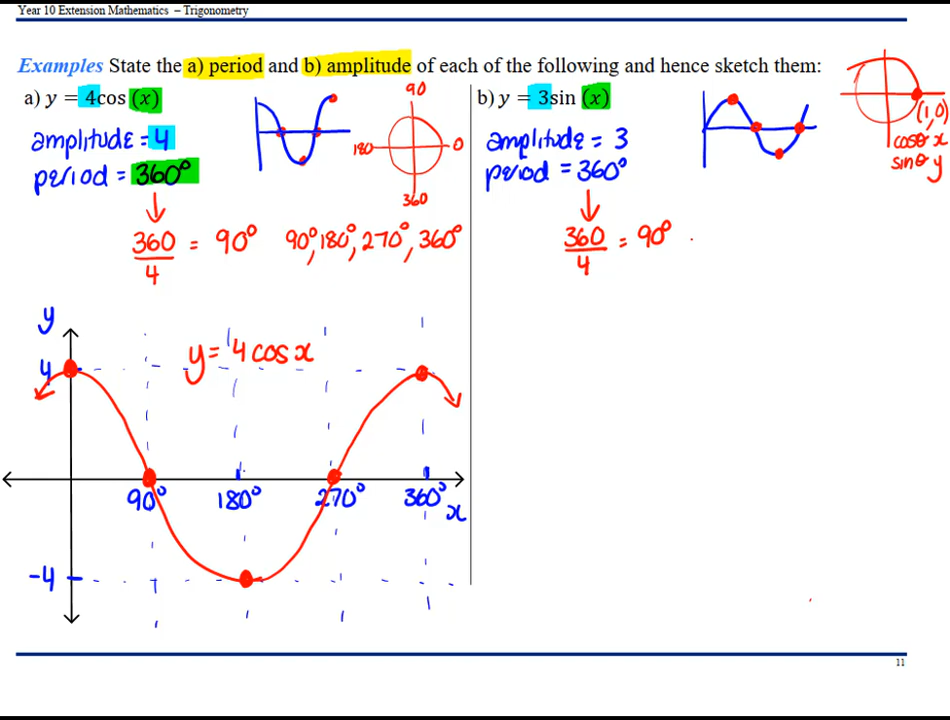 Year 10 Extension Mathematics – Trigonometry
Examples State the a) period and b) amplitude of each of the following and hence sketch them:
a) y = 4cos (x)
amplitude = 4
period = 360°
360/4 = 90° 90°, 180°, 270°, 360°
90
180 0
360
y
4
y = 4 cos x
90° 180° 270° 360°
x
-4
b) y = 3sin (x)
amplitude = 3
period = 360°
360/4 = 90°
(1,0)
cosθ x
sinθ y
11